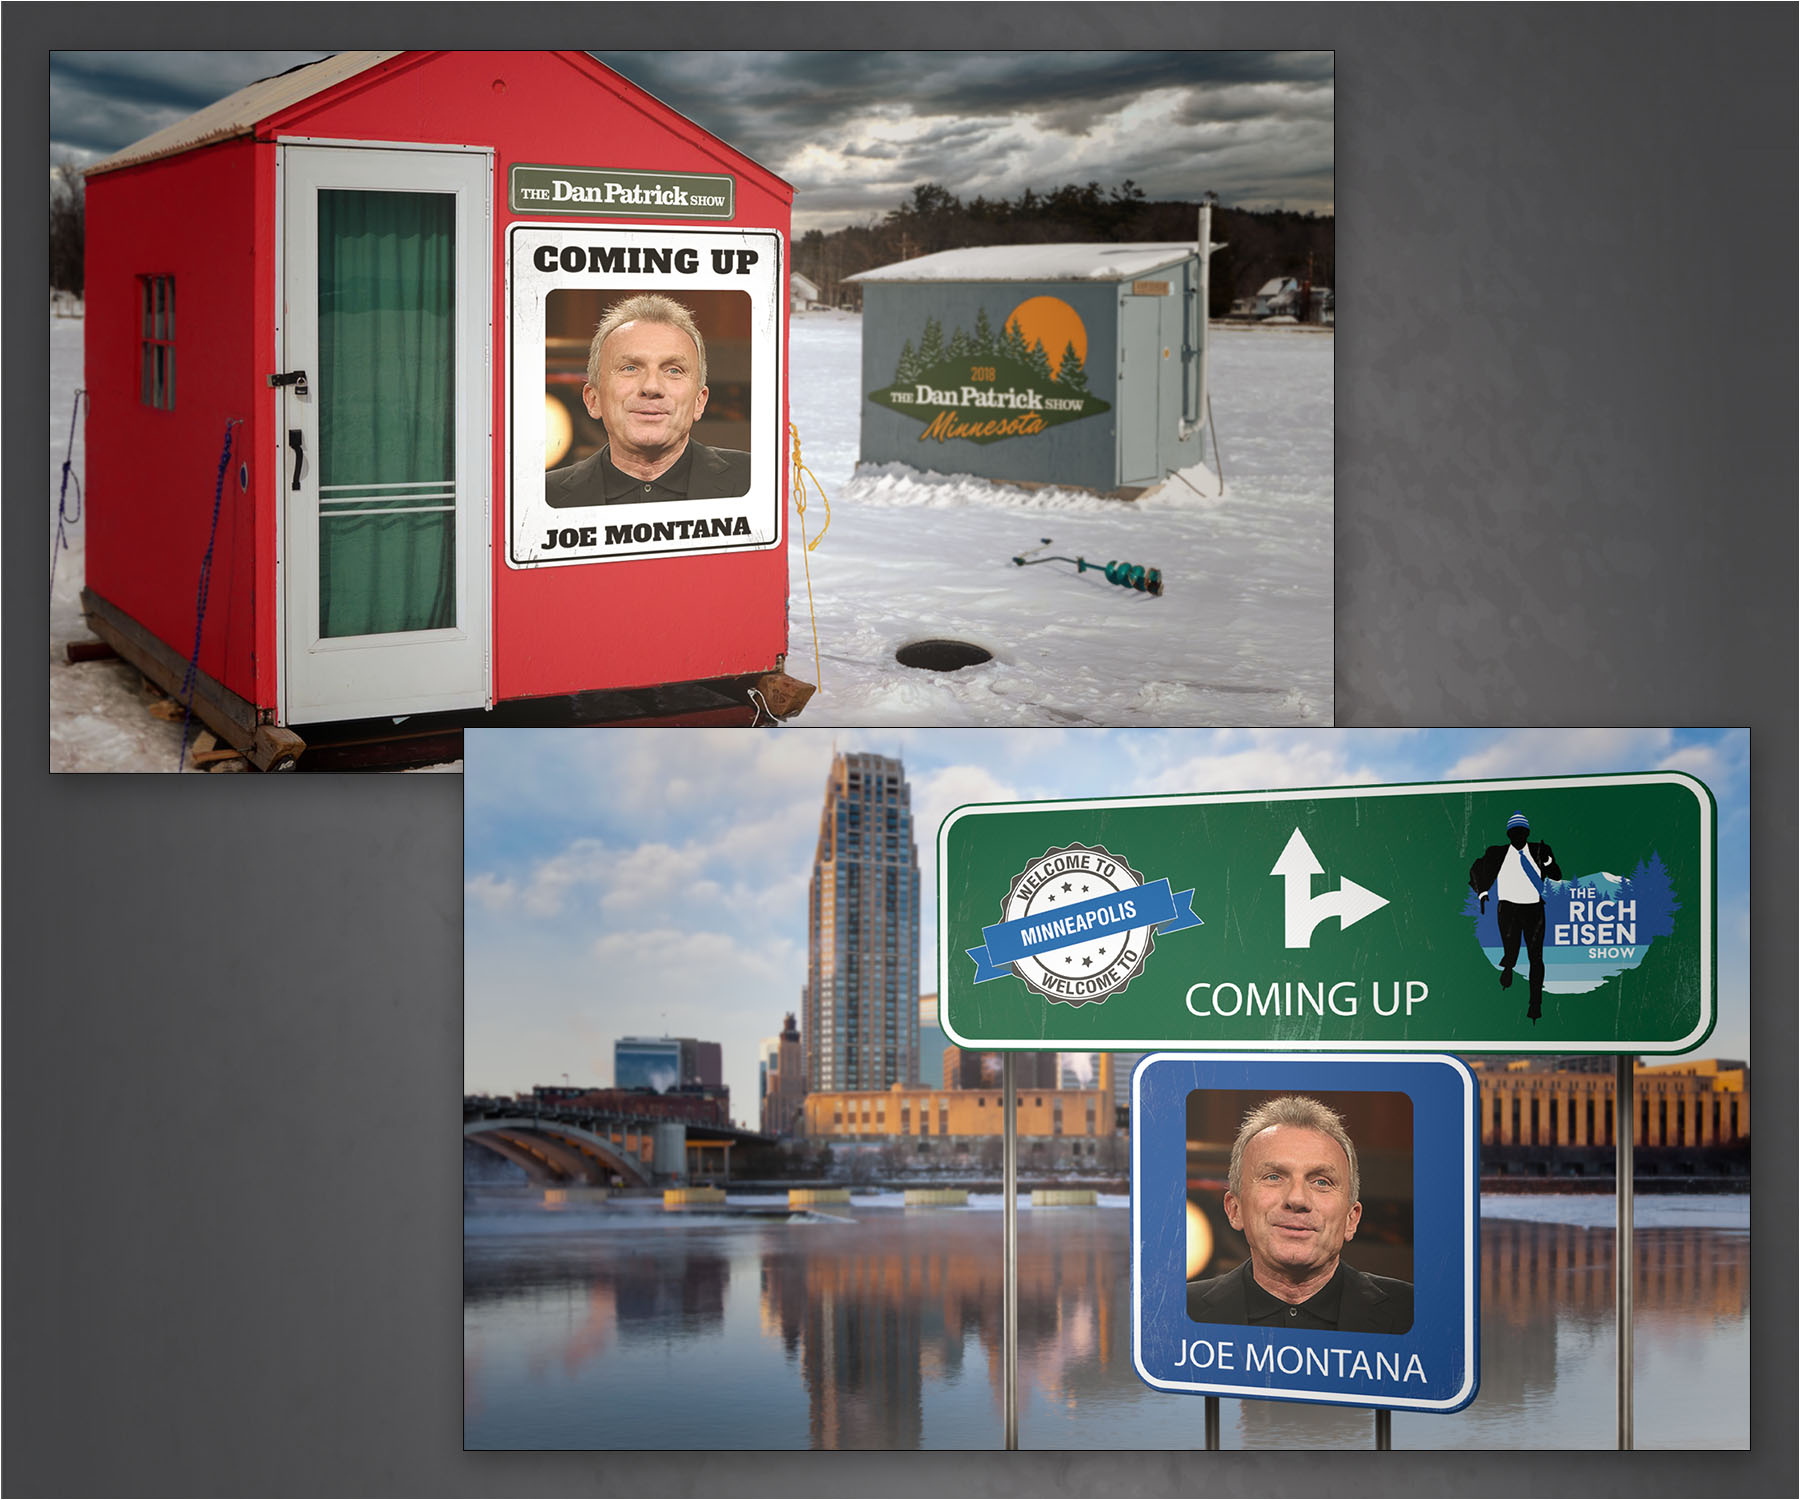 THE Dan Patrick SHOW
COMING UP
JOE MONTANA
2018
THE Dan Patrick SHOW
Minnesota
WELCOME TO
MINNEAPOLIS
WELCOME TO
COMING UP
THE
RICH
EISEN
SHOW
JOE MONTANA